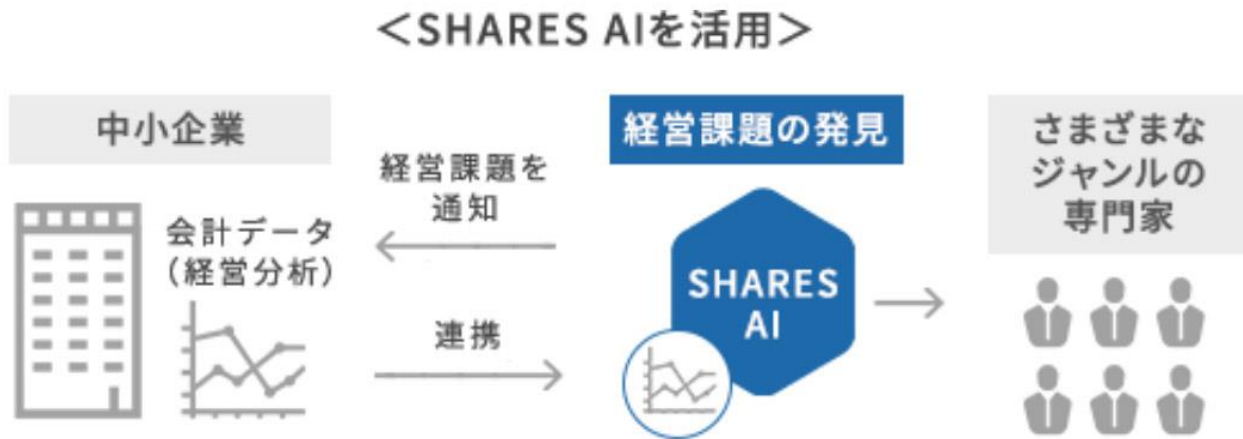 <SHARES AIを活用>
中小企業
会計データ
(経営分析)
経営課題を
通知
連携
経営課題の発見
SHARES
AI
さまざまな
ジャンルの
専門家